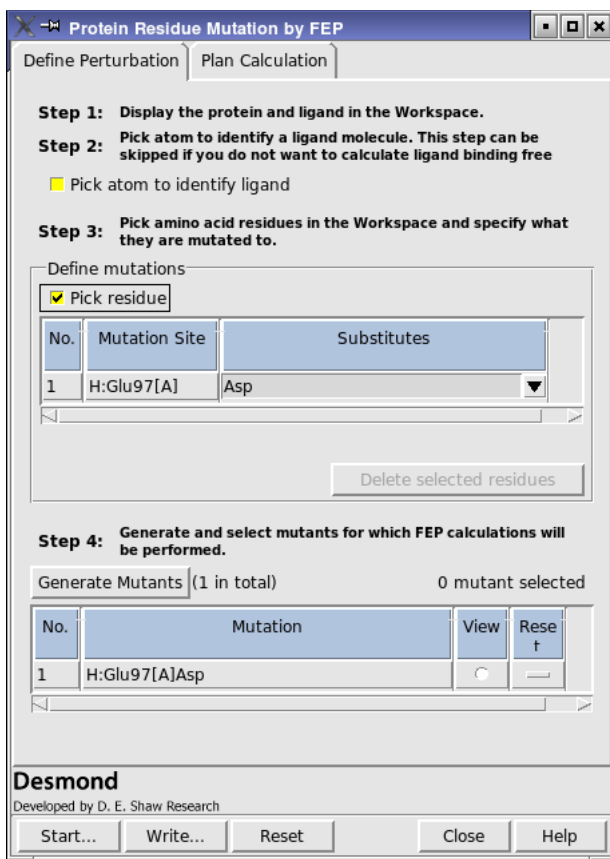 Protein Residue Mutation by FEP
Define Perturbation Plan Calculation
Step 1: Display the protein and ligand in the Workspace.
Step 2: Pick atom to identify a ligand molecule. This step can be
skipped if you do not want to calculate ligand binding free
Pick atom to identify ligand
Step 3: Pick amino acid residues in the Workspace and specify what
they are mutated to.
Define mutations
Pick residue
No. Mutation Site Substitutes
1 H:Glu97[A] Asp
Delete selected residues
Step 4: Generate and select mutants for which FEP calculations will
be performed.
Generate Mutants (1 in total) 0 mutant selected
No. Mutation View Rese
t
1 H:Glu97[A]Asp
Desmond
Developed by D. E. Shaw Research
Start... Write... Reset Close Help